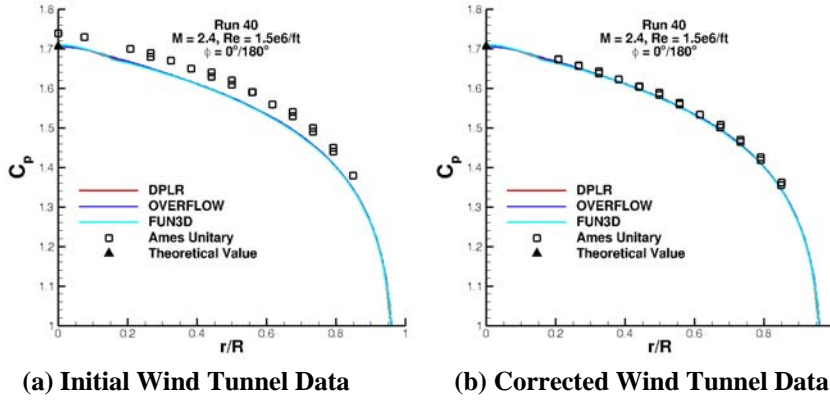 Run 40
M = 2.4, Re = 1.5e6/ft
ϕ = 0°/180°
1.8
1.7
1.6
1.5
1.4
1.3
1.2
1.1
1
Cp
DPLR
OVERFLOW
FUN3D
Ames Unitary
Theoretical Value
0
0.2
0.4
0.6
0.8
1
r/R
(a) Initial Wind Tunnel Data
Run 40
M = 2.4, Re = 1.5e6/ft
ϕ = 0°/180°
1.8
1.7
1.6
1.5
1.4
1.3
1.2
1.1
1
Cp
DPLR
OVERFLOW
FUN3D
Ames Unitary
Theoretical Value
0
0.2
0.4
0.6
0.8
r/R
(b) Corrected Wind Tunnel Data